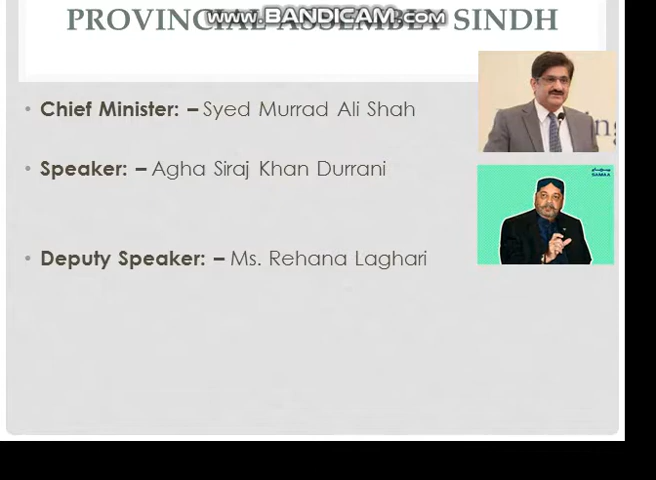 PROVINCIAL ASSEMBLY SINDH
www.BANDICAM.com
• Chief Minister: – Syed Murrad Ali Shah
• Speaker: – Agha Siraj Khan Durrani
SAMAA
• Deputy Speaker: – Ms. Rehana Laghari